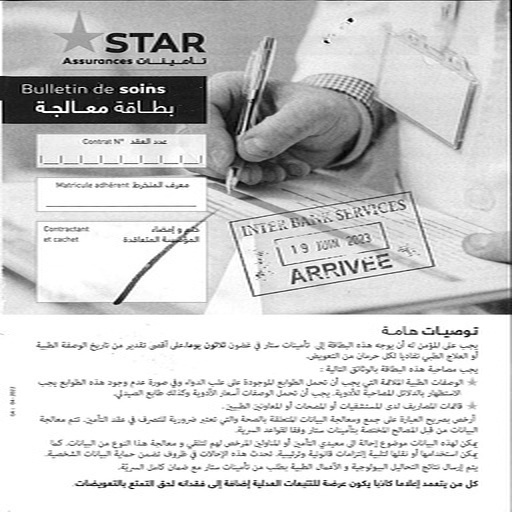 STAR
Assurances تأمينات
Bulletin de soins
بطاقة معالجة
Contrat N° عدد العقد
Matricule adhérent معرف المنخرط
Contractant ختم و إمضاء
et cachet المؤسسة المتعاقدة
INTER BANK SERVICES
19 JUIN 2023
ARRIVEE
توصيات هامة
يجب على المؤمن له أن يوجه هذه البطاقة إلى تأمينات ستار في غضون ثلاثون يوما، على أقصى تقدير من تاريخ الوصفة الطبية
أو العلاج الطبي تفاديا لكل حرمان من التعويض.
يجب مصاحبة هذه البطاقة بالوثائق التالية :
الوصفات الطبية الملائمة التي يجب أن تحمل الطوابع الموجودة على علب الدواء وفي صورة عدم وجود هذه الطوابع يجب
الاستظهار بالدلائل المصاحبة للأدوية. يجب أن تحمل الوصفات أسعار الأدوية وكذلك طابع الصيدلي.
قائمات المصاريف لدى المستشفيات أو المصحات أو المعاونين الطبيين.
أرخص بصريح العبارة على جمع ومعالجة البيانات المتعلقة بالصحة والتي تعتبر ضرورية للتصرف في عقد التأمين. تتم معالجة
البيانات من قبل المصالح المختصة بتأمينات ستار وفقا لقواعد السرية.
يمكن لهذه البيانات موضوع إحالة الى معيدي التأمين أو المناولين المرخص لهم لتلقي و معالجة هذا النوع من البيانات. كما
يمكن استخدامها أو نقلها لتلبية إلتزامات قانونية وترتيبية. تحدث هذه الإحالات في ظروف تضمن حماية البيانات الشخصية.
يتم إرسال نتائج التحاليل البيولوجية و الأعمال الطبية بطلب من تأمينات ستار مع ضمان كامل السرية.
كل من يتعمد إعلاما كاذبا يكون عرضة للتتبعات العدلية إضافة إلى فقدانه لحق التمتع بالتعويضات.